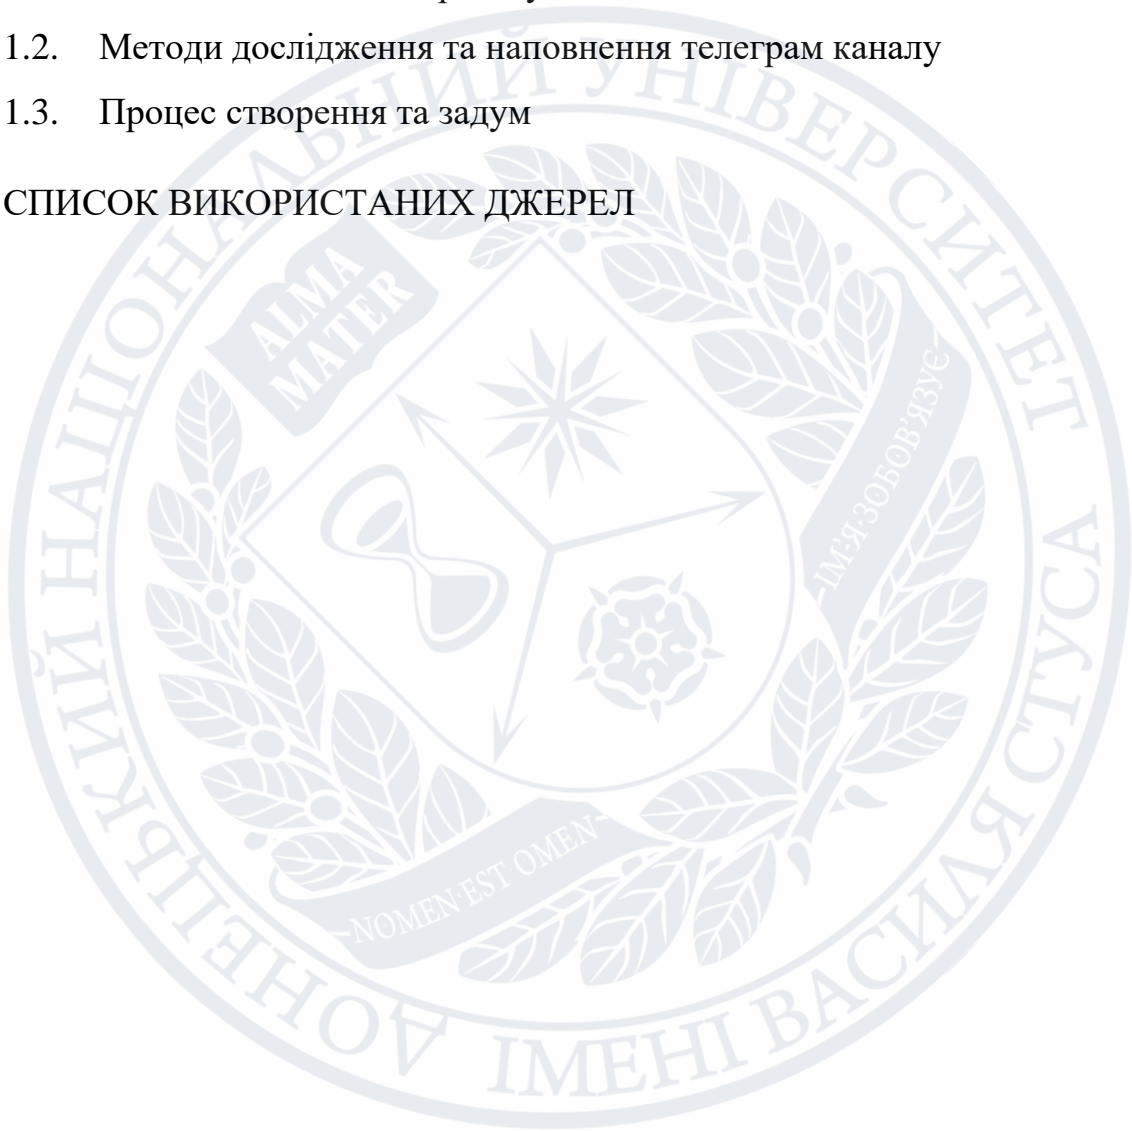 1.2. Методи дослідження та наповнення телеграм каналу
1.3. Процес створення та задум
СПИСОК ВИКОРИСТАНИХ ДЖЕРЕЛ
ДОНЕЦЬКИЙ НАЦІОНАЛЬНИЙ УНІВЕРСИТЕТ
ІМЕНІ ВАСИЛЯ СТУСА
ALMA
MATER
ІМ'Я·ЗОБОВ'ЯЗУЄ
NOMEN·EST OMEN